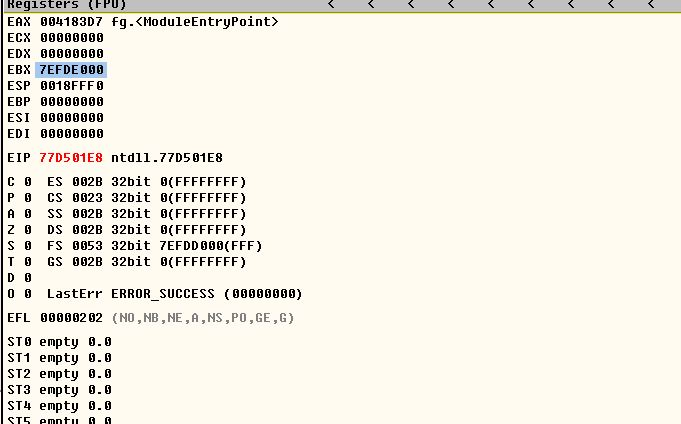 Registers (FPU) < < < < < < < < <
EAX 004183D7 fg.<ModuleEntryPoint>
ECX 00000000
EDX 00000000
EBX 7EFDE000
ESP 0018FFF0
EBP 00000000
ESI 00000000
EDI 00000000
EIP 77D501E8 ntdll.77D501E8
C 0 ES 002B 32bit 0(FFFFFFFF)
P 0 CS 0023 32bit 0(FFFFFFFF)
A 0 SS 002B 32bit 0(FFFFFFFF)
Z 0 DS 002B 32bit 0(FFFFFFFF)
S 0 FS 0053 32bit 7EFDD000(FFF)
T 0 GS 002B 32bit 0(FFFFFFFF)
D 0
O 0 LastErr ERROR_SUCCESS (00000000)
EFL 00000202 (NO,NB,NE,A,NS,PO,GE,G)
ST0 empty 0.0
ST1 empty 0.0
ST2 empty 0.0
ST3 empty 0.0
ST4 empty 0.0
ST5 empty 0.0